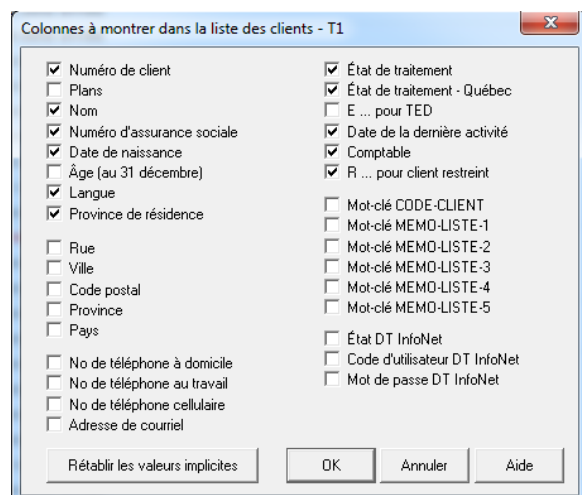 Colonnes à montrer dans la liste des clients - T1
Numéro de client
Plans
Nom
Numéro d'assurance sociale
Date de naissance
Âge (au 31 décembre)
Langue
Province de résidence
Rue
Ville
Code postal
Province
Pays
No de téléphone à domicile
No de téléphone au travail
No de téléphone cellulaire
Adresse de courriel
État de traitement
État de traitement - Québec
E ... pour TED
Date de la dernière activité
Comptable
R ... pour client restreint
Mot-clé CODE-CLIENT
Mot-clé MEMO-LISTE-1
Mot-clé MEMO-LISTE-2
Mot-clé MEMO-LISTE-3
Mot-clé MEMO-LISTE-4
Mot-clé MEMO-LISTE-5
État DT InfoNet
Code d'utilisateur DT InfoNet
Mot de passe DT InfoNet
Rétablir les valeurs implicites
OK
Annuler
Aide